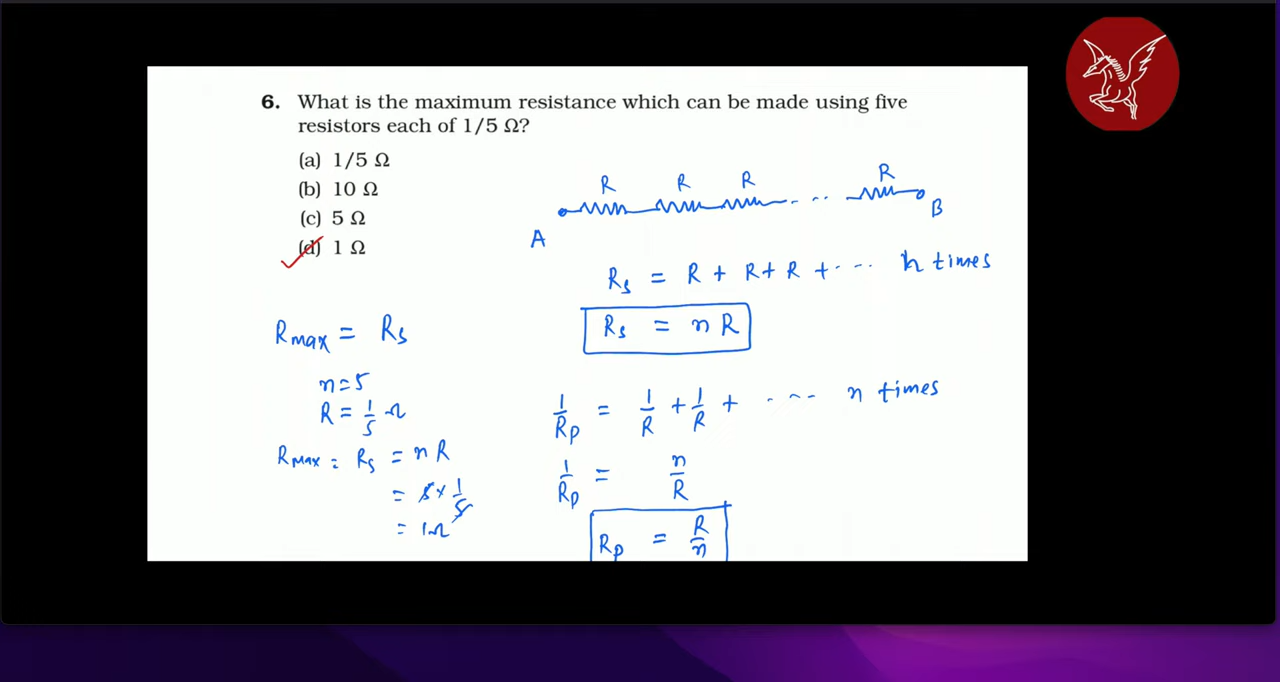 6. What is the maximum resistance which can be made using five
resistors each of 1/5 Ω?
(a) 1/5 Ω
(b) 10 Ω
(c) 5 Ω
(d) 1 Ω
R R R R
A B
Rs = R + R + R + ... n times
Rs = nR
Rmax = Rs
n = 5
R = 1/5 Ω
Rmax = Rs = nR
= 5 × 1/5
= 1Ω
1/Rp = 1/R + 1/R + .... n times
1/Rp = n/R
Rp = R/n